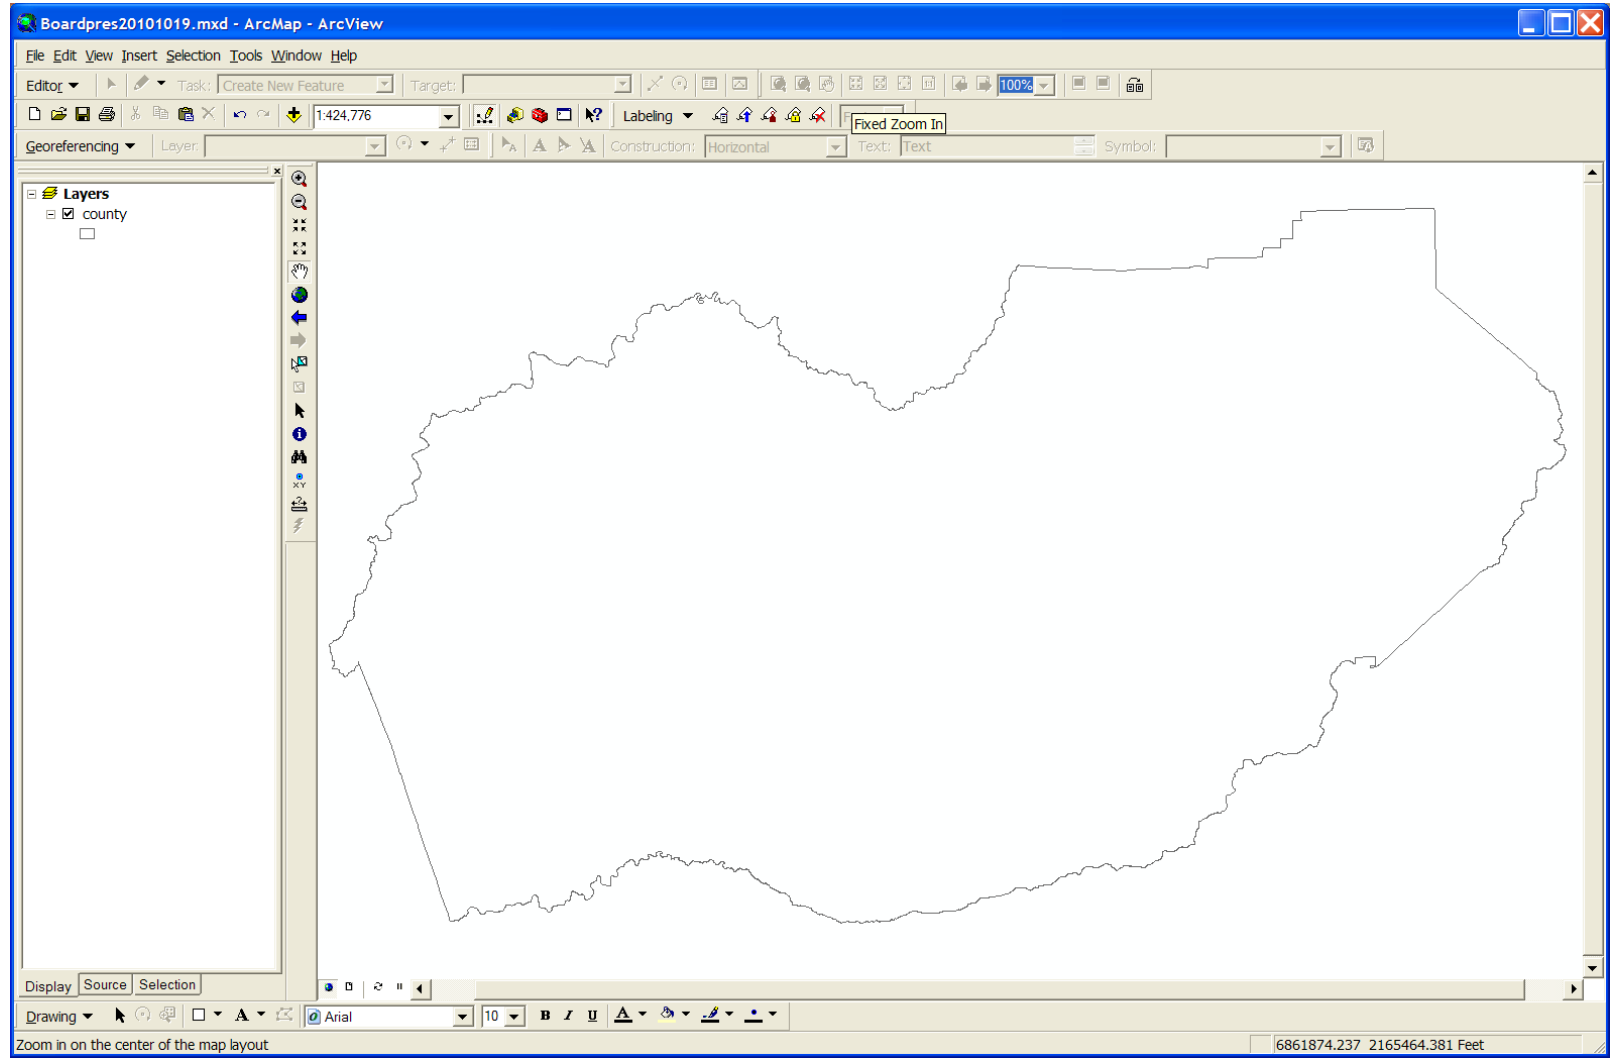 Boardpres20101019.mxd - ArcMap - ArcView
File Edit View Insert Selection Tools Window Help
Editor Task: Create New Feature Target: 100%
1:424,776 Labeling
Fixed Zoom In
Georeferencing Layer: Construction: Horizontal Text: Text Symbol:
Layers
county
XY
Display Source Selection
Drawing A Arial 10 B I U A
Zoom in on the center of the map layout 6861874.237 2165464.381 Feet